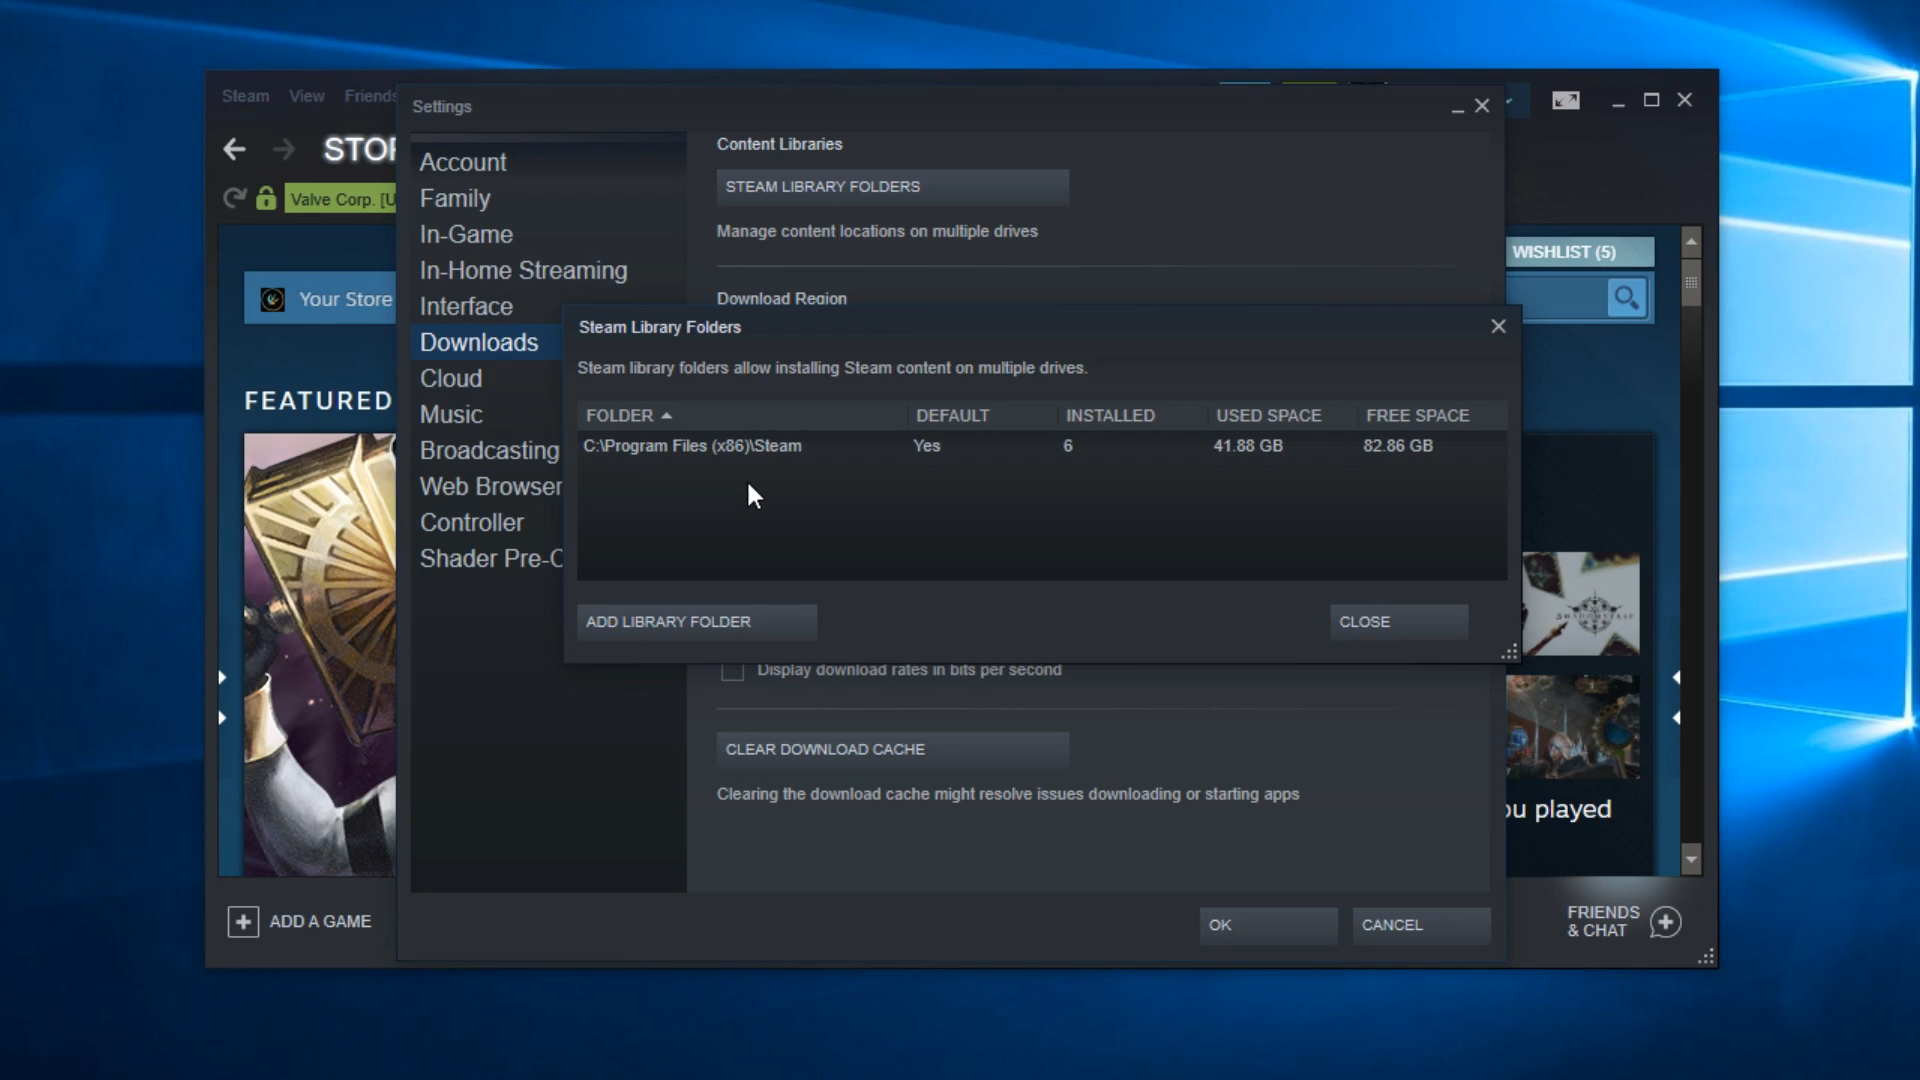 Steam View Friends
Settings
STOR
Valve Corp. [U
Your Store
WISHLIST (5)
FEATURED
Account
Family
In-Game
In-Home Streaming
Interface
Downloads
Cloud
Music
Broadcasting
Web Browser
Controller
Shader Pre-C
Content Libraries
STEAM LIBRARY FOLDERS
Manage content locations on multiple drives
Download Region
Steam Library Folders
Steam library folders allow installing Steam content on multiple drives.
FOLDER DEFAULT INSTALLED USED SPACE FREE SPACE
C:\Program Files (x86)\Steam Yes 6 41.88 GB 82.86 GB
ADD LIBRARY FOLDER
CLOSE
Display download rates in bits per second
CLEAR DOWNLOAD CACHE
Clearing the download cache might resolve issues downloading or starting apps
SHADOWVERSE
ou played
OK
CANCEL
ADD A GAME
FRIENDS
& CHAT